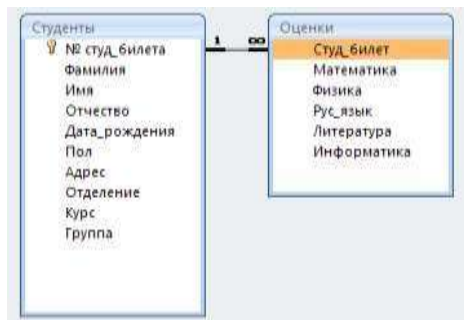 Студенты
№ студ_билета
Фамилия
Имя
Отчество
Дата_рождения
Пол
Адрес
Отделение
Курс
Группа
1 ∞
Оценки
Студ_билет
Математика
Физика
Рус_язык
Литература
Информатика